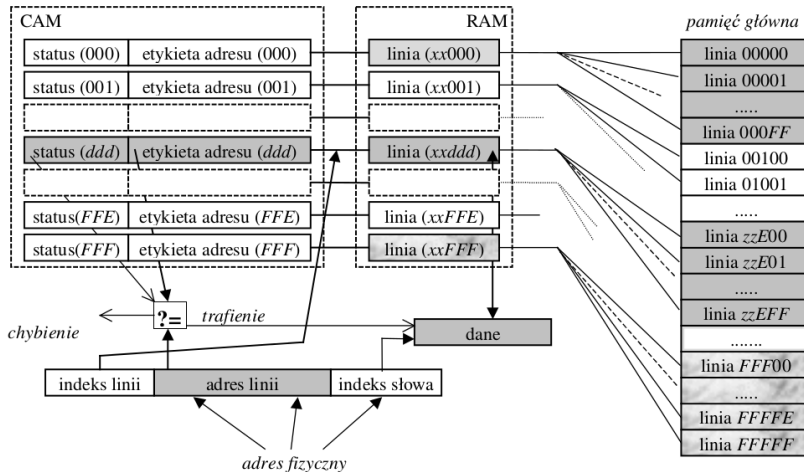 CAM
RAM
pamięć główna
status (000) etykieta adresu (000) linia (xx000)
status (001) etykieta adresu (001) linia (xx001)
status (ddd) etykieta adresu (ddd) linia (xxddd)
status(FFE) etykieta adresu (FFE) linia (xxFFE)
status (FFF) etykieta adresu (FFF) linia (xxFFF)
linia 00000
linia 00001
.....
linia 000FF
linia 00100
linia 01001
.....
linia zzE00
linia zzE01
.....
linia zzEFF
.......
linia FFF00
.....
linia FFFFE
linia FFFFF
?=
chybienie
trafienie
dane
indeks linii adres linii indeks słowa
adres fizyczny